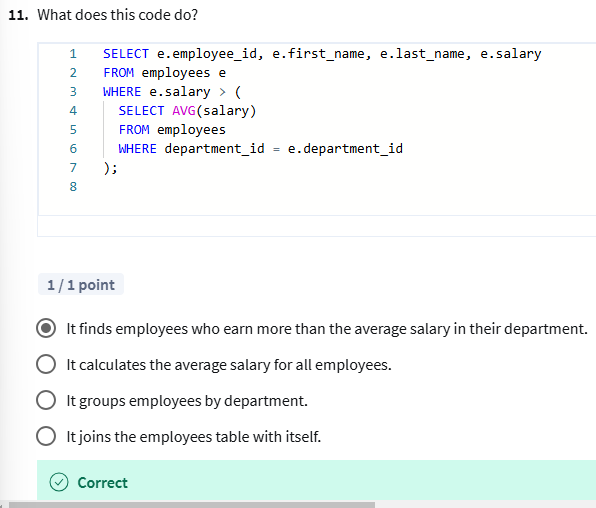 11. What does this code do?
1 SELECT e.employee_id, e.first_name, e.last_name, e.salary
2 FROM employees e
3 WHERE e.salary > (
4 SELECT AVG(salary)
5 FROM employees
6 WHERE department_id = e.department_id
7 );
8
1 / 1 point
It finds employees who earn more than the average salary in their department.
It calculates the average salary for all employees.
It groups employees by department.
It joins the employees table with itself.
Correct